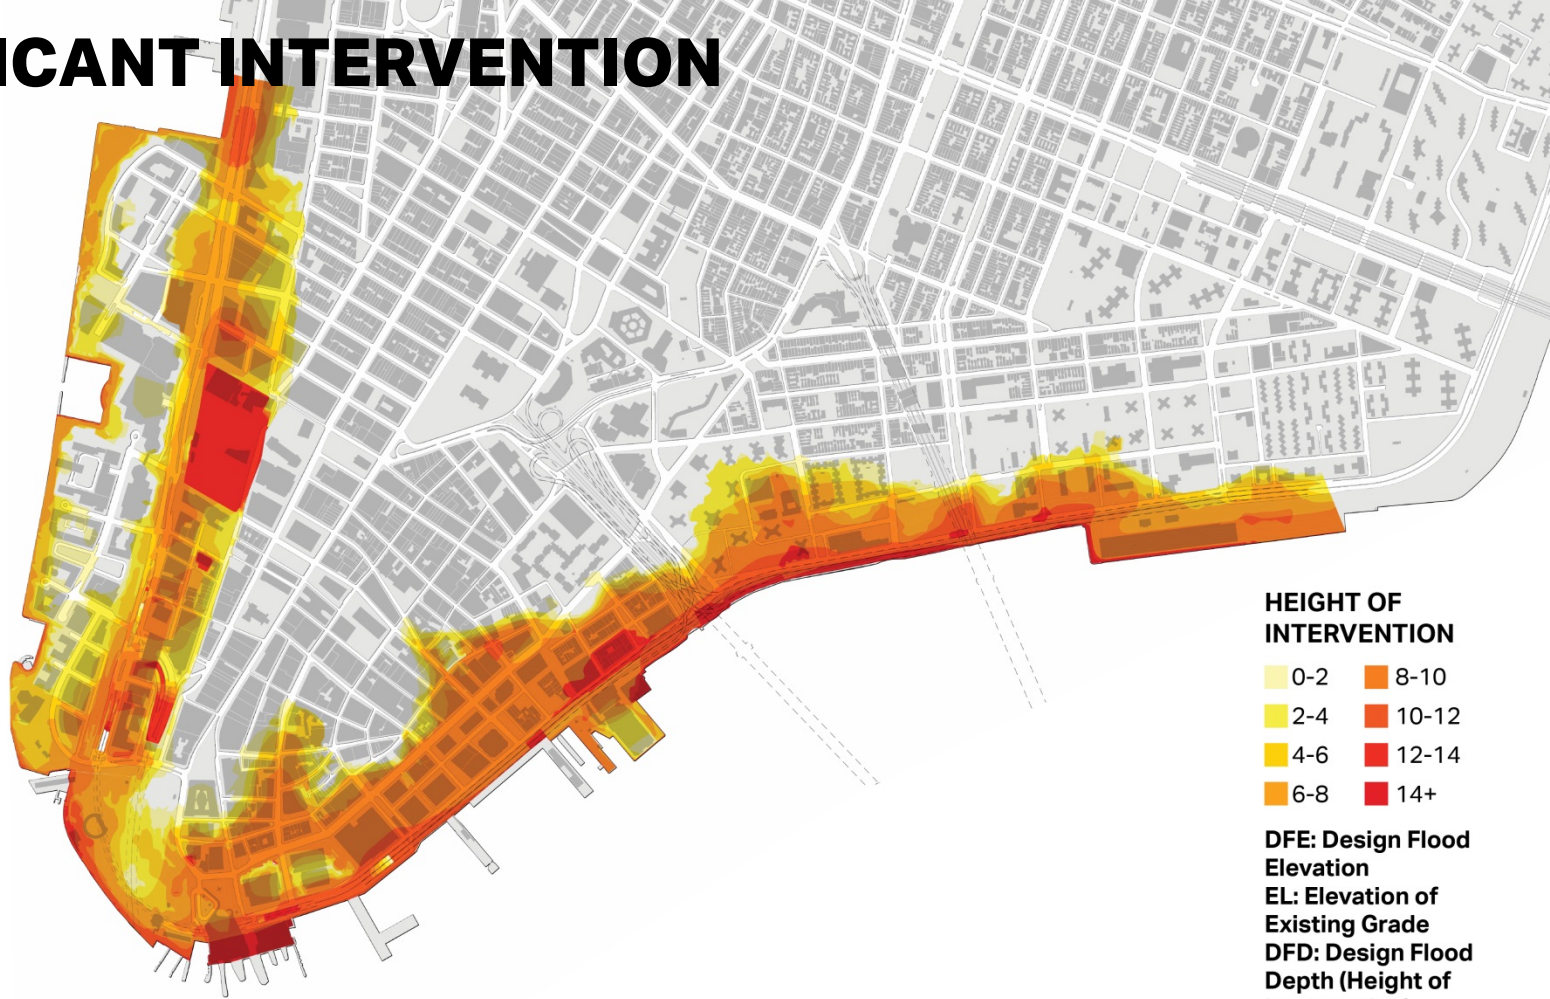 ICANT INTERVENTION
HEIGHT OF
INTERVENTION
0-2
2-4
4-6
6-8
8-10
10-12
12-14
14+
DFE: Design Flood
Elevation
EL: Elevation of
Existing Grade
DFD: Design Flood
Depth (Height of